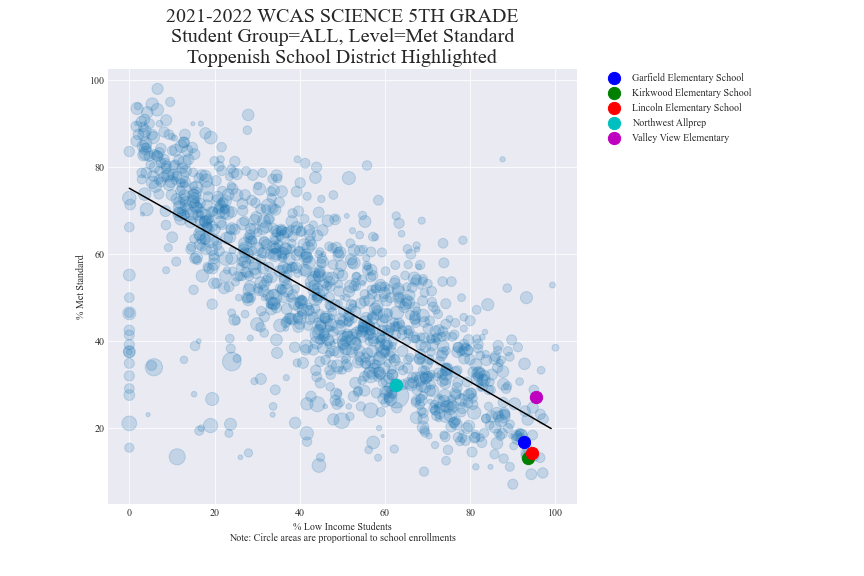 2021-2022 WCAS SCIENCE 5TH GRADE
Student Group=ALL, Level=Met Standard
Toppenish School District Highlighted
100
80
60
40
20
% Met Standard
0 20 40 60 80 100
% Low Income Students
Note: Circle areas are proportional to school enrollments
Garfield Elementary School
Kirkwood Elementary School
Lincoln Elementary School
Northwest Allprep
Valley View Elementary